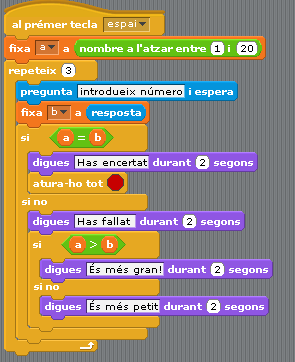 al prémer tecla espai
fixa a a nombre a l'atzar entre 1 i 20
repeteix 3
pregunta introdueix número i espera
fixa b a resposta
si a = b
digues Has encertat durant 2 segons
atura-ho tot
si no
digues Has fallat durant 2 segons
si a > b
digues És més gran! durant 2 segons
si no
digues És més petit durant 2 segons